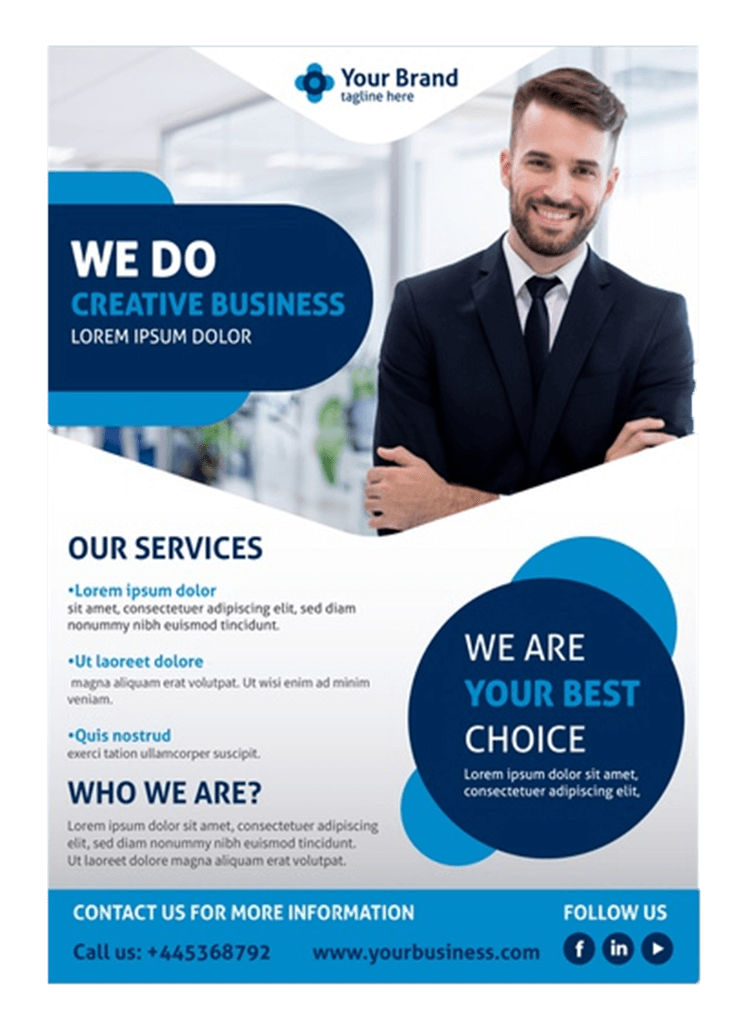 Your Brand
tagline here
WE DO
CREATIVE BUSINESS
LOREM IPSUM DOLOR
OUR SERVICES
•Lorem ipsum dolor
sit amet, consectetuer adipiscing elit, sed diam
nonummy nibh euismod tincidunt.
•Ut laoreet dolore
magna aliquam erat volutpat. Ut wisi enim ad minim
veniam.
•Quis nostrud
exerci tation ullamcorper suscipit.
WE ARE
YOUR BEST
CHOICE
Lorem ipsum dolor sit amet,
consectetuer adipiscing elit,
WHO WE ARE?
Lorem ipsum dolor sit amet, consectetuer adipiscing
elit, sed diam nonummy nibh euismod tincidunt.
Ut laoreet dolore magna aliquam erat volutpat.
CONTACT US FOR MORE INFORMATION
Call us: +445368792
www.yourbusiness.com
FOLLOW US
f in